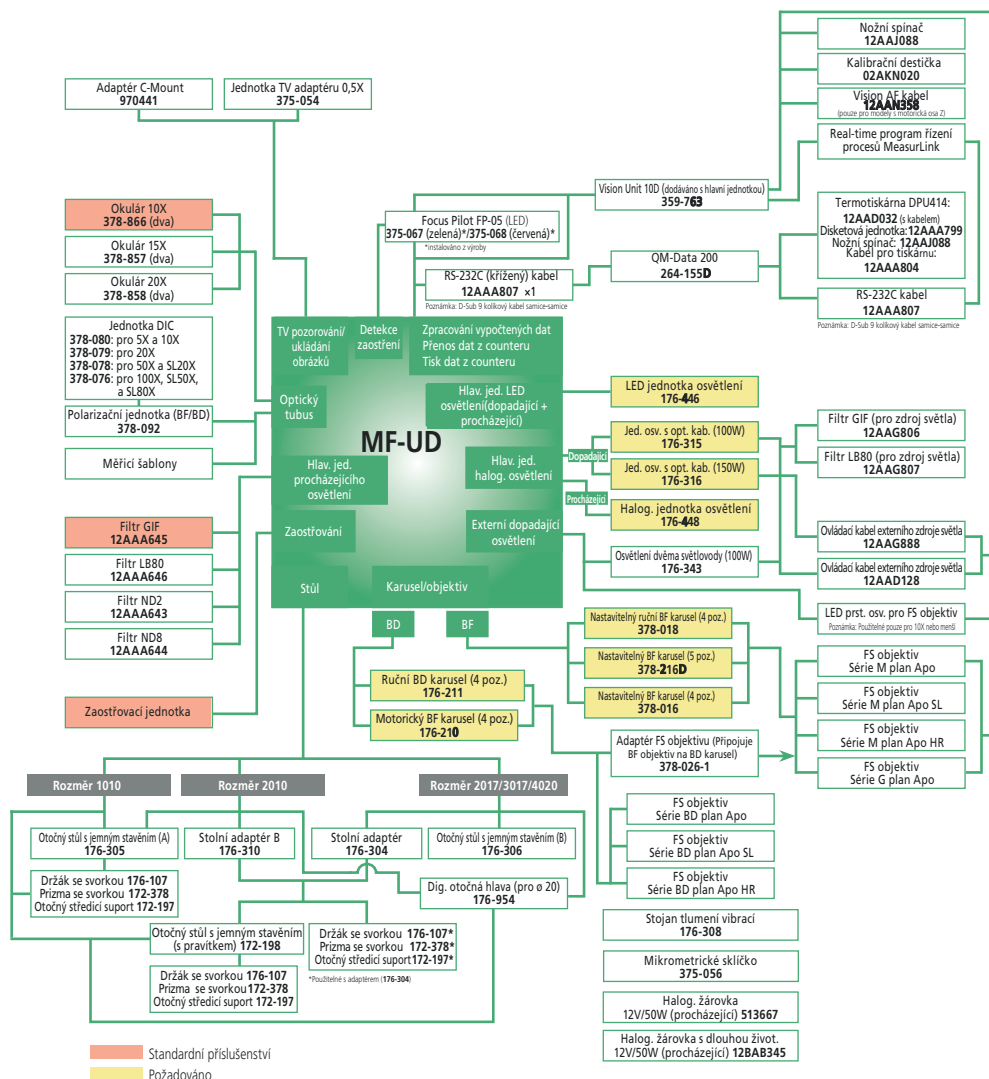 Adaptér C-Mount
970441
Jednotka TV adaptéru 0,5X
375-054
Nožní spínač
12AAJ088
Kalibrační destička
02AKN020
Vision AF kabel
12AAN358
(pouze pro modely s motorická osa Z)
Real-time program řízení
procesů MeasurLink
Vision Unit 10D (dodáváno s hlavní jednotkou)
359-763
Focus Pilot FP-05 (LED)
375-067 (zelená)*/375-068 (červená)*
*instalováno z výroby
Termotiskárna DPU414:
12AAD032 (s kabelem)
Disketová jednotka: 12AAA799
Nožní spínač: 12AAJ088
Kabel pro tiskárnu:
12AAA804
QM-Data 200
264-155D
RS-232C (křížený) kabel
12AAA807 ×1
Poznámka: D-Sub 9 kolíkový kabel samice-samice
RS-232C kabel
12AAA807
Poznámka: D-Sub 9 kolíkový kabel samice-samice
Okulár 10X
378-866 (dva)
Okulár 15X
378-857 (dva)
Okulár 20X
378-858 (dva)
Jednotka DIC
378-080: pro 5X a 10X
378-079: pro 20X
378-078: pro 50X a SL20X
378-076: pro 100X, SL50X,
a SL80X
Polarizační jednotka (BF/BD)
378-092
Měřicí šablony
Filtr GIF
12AAA645
Filtr LB80
12AAA646
Filtr ND2
12AAA643
Filtr ND8
12AAA644
Zaostřovací jednotka
TV pozorování/
ukládání
obrázků
Detekce
zaostření
Zpracování vypočtených dat
Přenos dat z counteru
Tisk dat z counteru
Optický
tubus
Hlav. jed. LED
osvětlení(dopadající +
procházející)
MF-UD
Hlav. jed.
procházejícího
osvětlení
Hlav. jed.
halog. osvětlení
Zaostřování
Externí dopadající
osvětlení
Stůl
Karusel/objektiv
BD
BF
Dopadající
Procházející
LED jednotka osvětlení
176-446
Jed. osv. s opt. kab. (100W)
176-315
Jed. osv. s opt. kab. (150W)
176-316
Halog. jednotka osvětlení
176-448
Osvětlení dvěma světlovody (100W)
176-343
Filtr GIF (pro zdroj světla)
12AAG806
Filtr LB80 (pro zdroj světla)
12AAG807
Ovládací kabel externího zdroje světla
12AAG888
Ovládací kabel externího zdroje světla
12AAD128
LED prst. osv. pro FS objektiv
Poznámka: Použitelné pouze pro 10X nebo menší
Nastavitelný ruční BF karusel (4 poz.)
378-018
Nastavitelný BF karusel (5 poz.)
378-216D
Nastavitelný BF karusel (4 poz.)
378-016
Ruční BD karusel (4 poz.)
176-211
Motorický BF karusel (4 poz.)
176-210
Adaptér FS objektivu (Připojuje
BF objektiv na BD karusel)
378-026-1
FS objektiv
Série M plan Apo
FS objektiv
Série M plan Apo SL
FS objektiv
Série M plan Apo HR
FS objektiv
Série G plan Apo
FS objektiv
Série BD plan Apo
FS objektiv
Série BD plan Apo SL
FS objektiv
Série BD plan Apo HR
Rozměr 1010
Rozměr 2010
Rozměr 2017/3017/4020
Otočný stůl s jemným stavěním (A)
176-305
Stolní adaptér B
176-310
Stolní adaptér
176-304
Otočný stůl s jemným stavěním (B)
176-306
Držák se svorkou 176-107
Prizma se svorkou 172-378
Otočný středicí suport 172-197
Dig. otočná hlava (pro ø 20)
176-954
Otočný stůl s jemným stavěním
(s pravítkem) 172-198
Držák se svorkou 176-107*
Prizma se svorkou 172-378*
Otočný středicí suport 172-197*
*Použitelné s adaptérem (176-304)
Držák se svorkou 176-107
Prizma se svorkou 172-378
Otočný středicí suport 172-197
Stojan tlumení vibrací
176-308
Mikrometrické sklíčko
375-056
Halog. žárovka
12V/50W (procházející) 513667
Halog. žárovka s dlouhou život.
12V/50W (procházející) 12BAB345
Standardní příslušenství
Požadováno